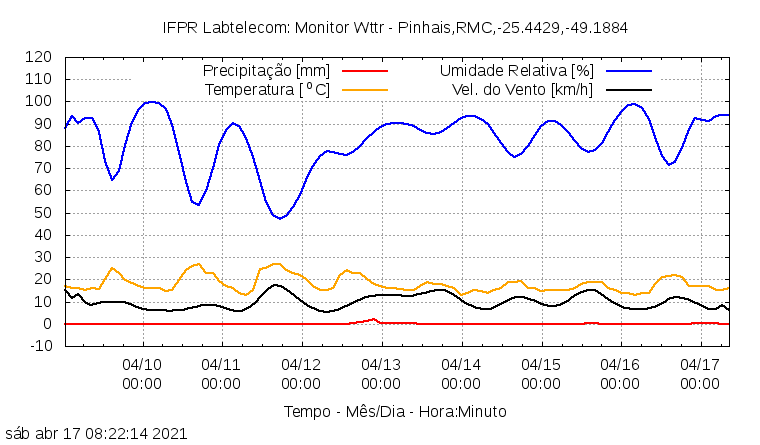 IFPR Labtelecom: Monitor Wttr - Pinhais,RMC,-25.4429,-49.1884
120
110
100
90
80
70
60
50
40
30
20
10
0
-10
Precipitação [mm]
Temperatura [ ⁰C]
Umidade Relativa [%]
Vel. do Vento [km/h]
04/10 04/11 04/12 04/13 04/14 04/15 04/16 04/17
00:00 00:00 00:00 00:00 00:00 00:00 00:00 00:00
Tempo - Mês/Dia - Hora:Minuto
sáb abr 17 08:22:14 2021